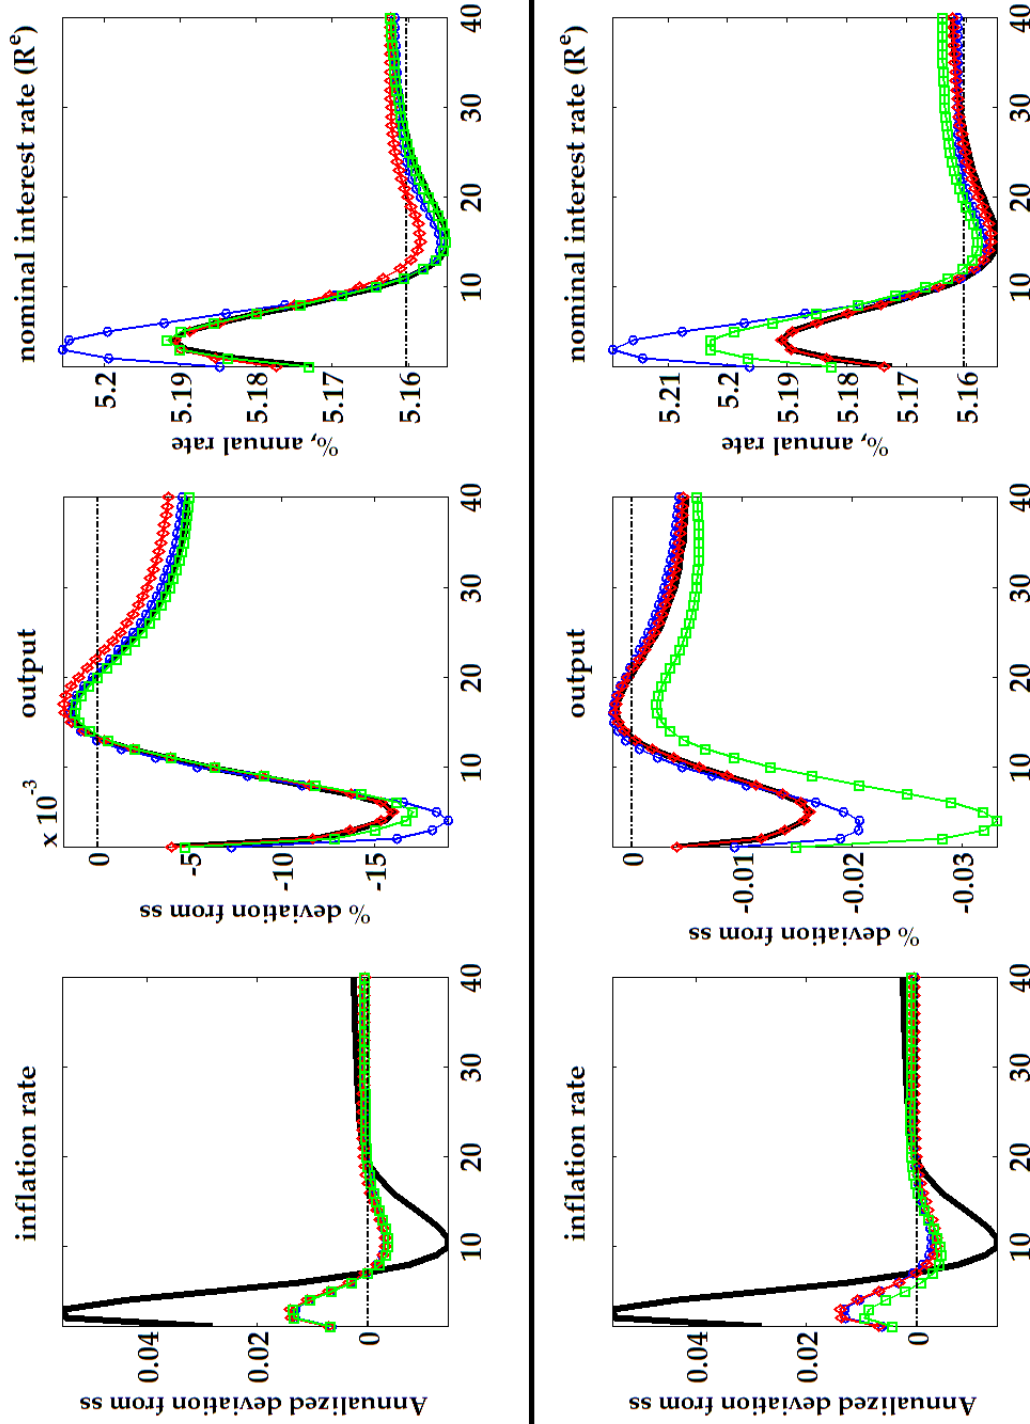 inflation rate
Annualized deviation from ss
0.04
0.02
0
10 20 30 40
output
x 10⁻³
% deviation from ss
0
-5
-10
-15
10 20 30 40
nominal interest rate (Rᵉ)
%, annual rate
5.2
5.19
5.18
5.17
5.16
10 20 30 40
inflation rate
Annualized deviation from ss
0.04
0.02
0
10 20 30 40
output
% deviation from ss
0
-0.01
-0.02
-0.03
10 20 30 40
nominal interest rate (Rᵉ)
%, annual rate
5.21
5.2
5.19
5.18
5.17
5.16
10 20 30 40